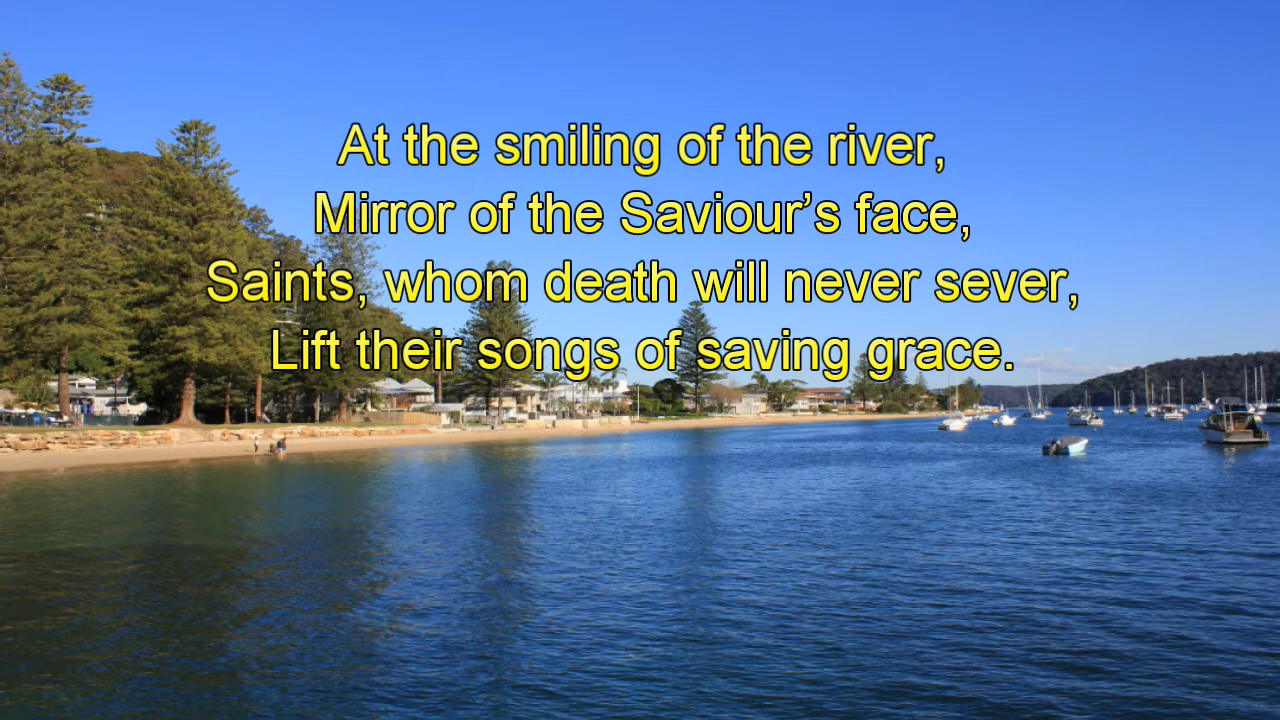 At the smiling of the river,
Mirror of the Saviour’s face,
Saints, whom death will never sever,
Lift their songs of saving grace.